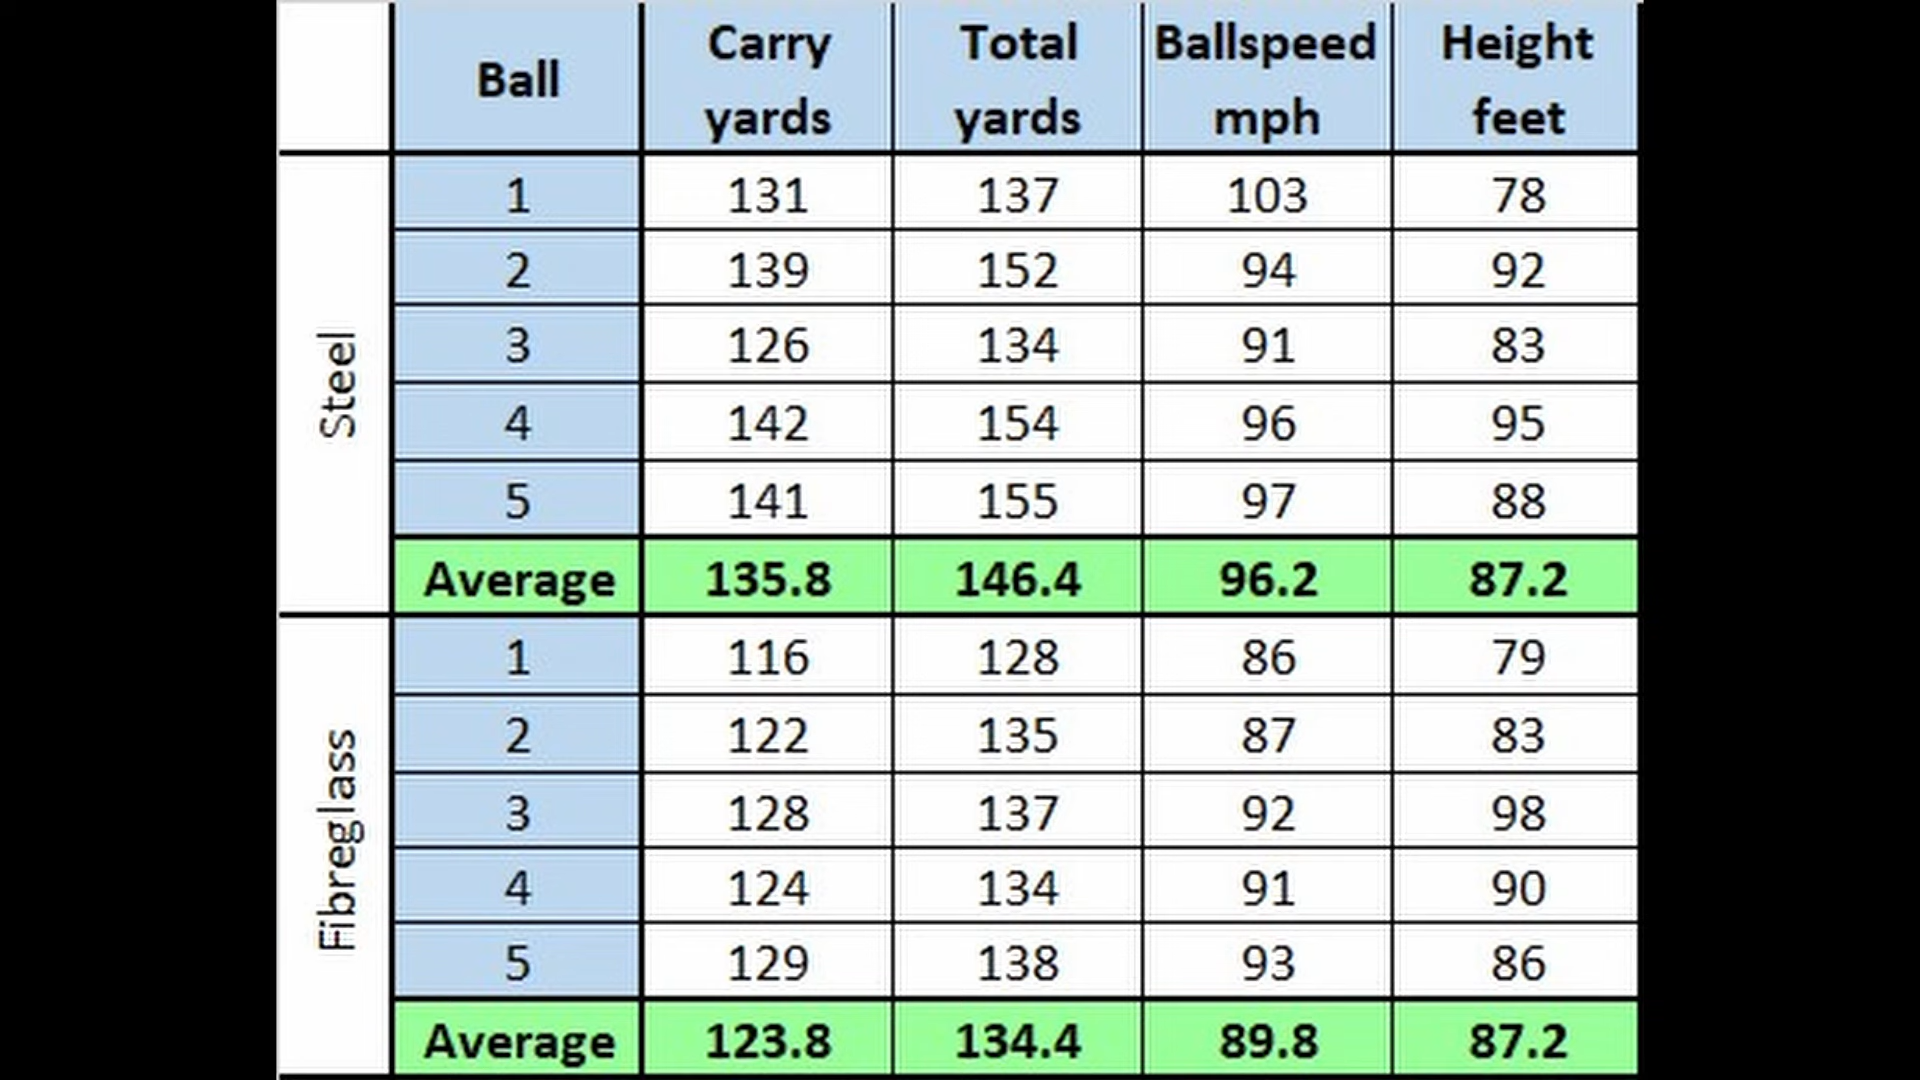 Ball Carry yards Total yards Ballspeed mph Height feet
Steel
1 131 137 103 78
2 139 152 94 92
3 126 134 91 83
4 142 154 96 95
5 141 155 97 88
Average 135.8 146.4 96.2 87.2
Fibreglass
1 116 128 86 79
2 122 135 87 83
3 128 137 92 98
4 124 134 91 90
5 129 138 93 86
Average 123.8 134.4 89.8 87.2